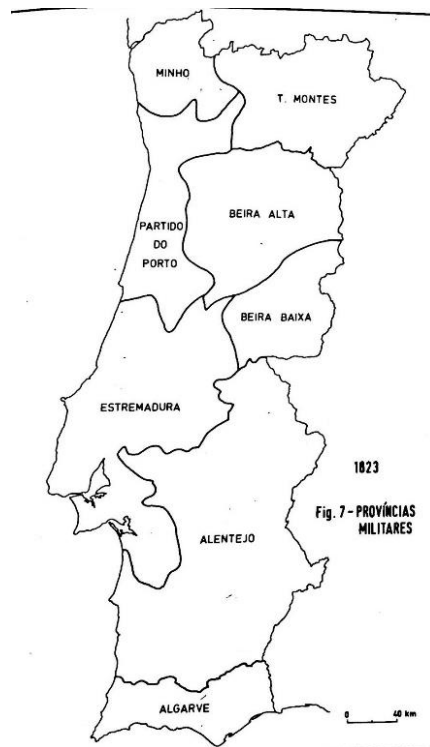 MINHO
T. MONTES
PARTIDO
DO
PORTO
BEIRA ALTA
BEIRA BAIXA
ESTREMADURA
1823
Fig. 7 - PROVÍNCIAS
MILITARES
ALENTEJO
ALGARVE
0 40 km